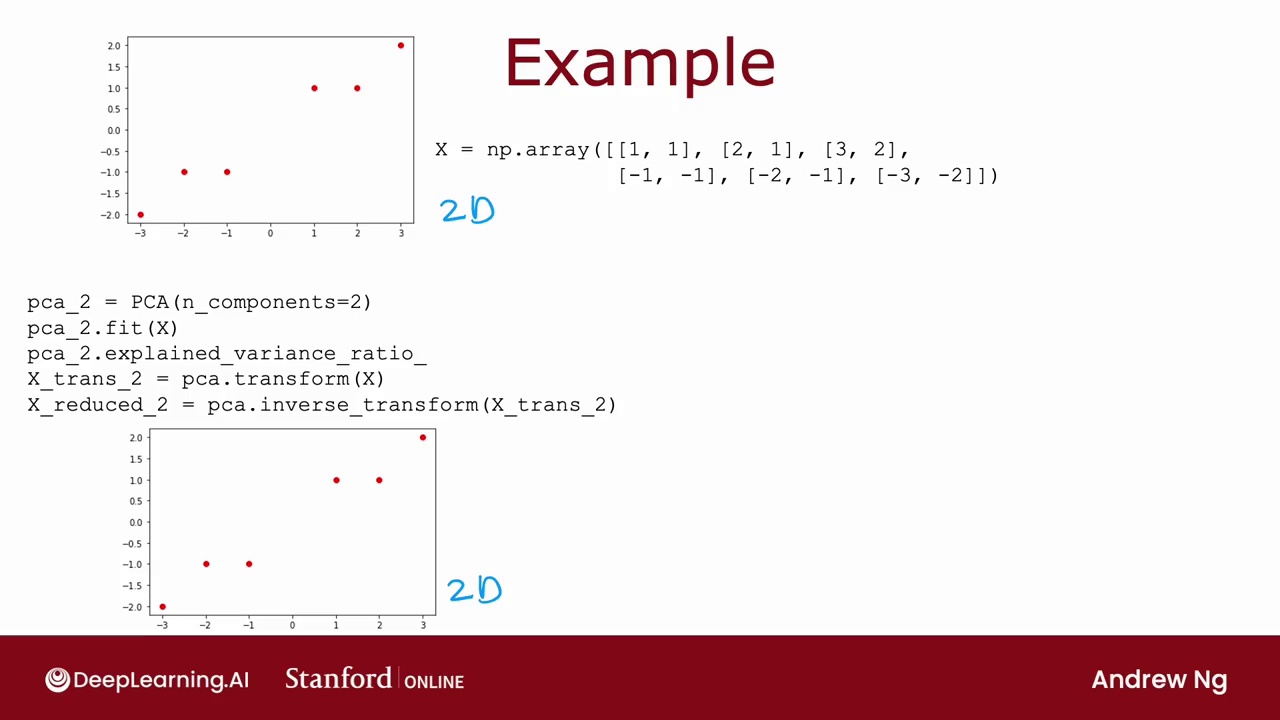 Example
2.0
1.5
1.0
0.5
0.0
−0.5
−1.0
−1.5
−2.0
−3 −2 −1 0 1 2 3
X = np.array([[1, 1], [2, 1], [3, 2],
[-1, -1], [-2, -1], [-3, -2]])
2D
pca_2 = PCA(n_components=2)
pca_2.fit(X)
pca_2.explained_variance_ratio_
X_trans_2 = pca.transform(X)
X_reduced_2 = pca.inverse_transform(X_trans_2)
2.0
1.5
1.0
0.5
0.0
−0.5
−1.0
−1.5
−2.0
−3 −2 −1 0 1 2 3
2D
DeepLearning.AI Stanford ONLINE Andrew Ng